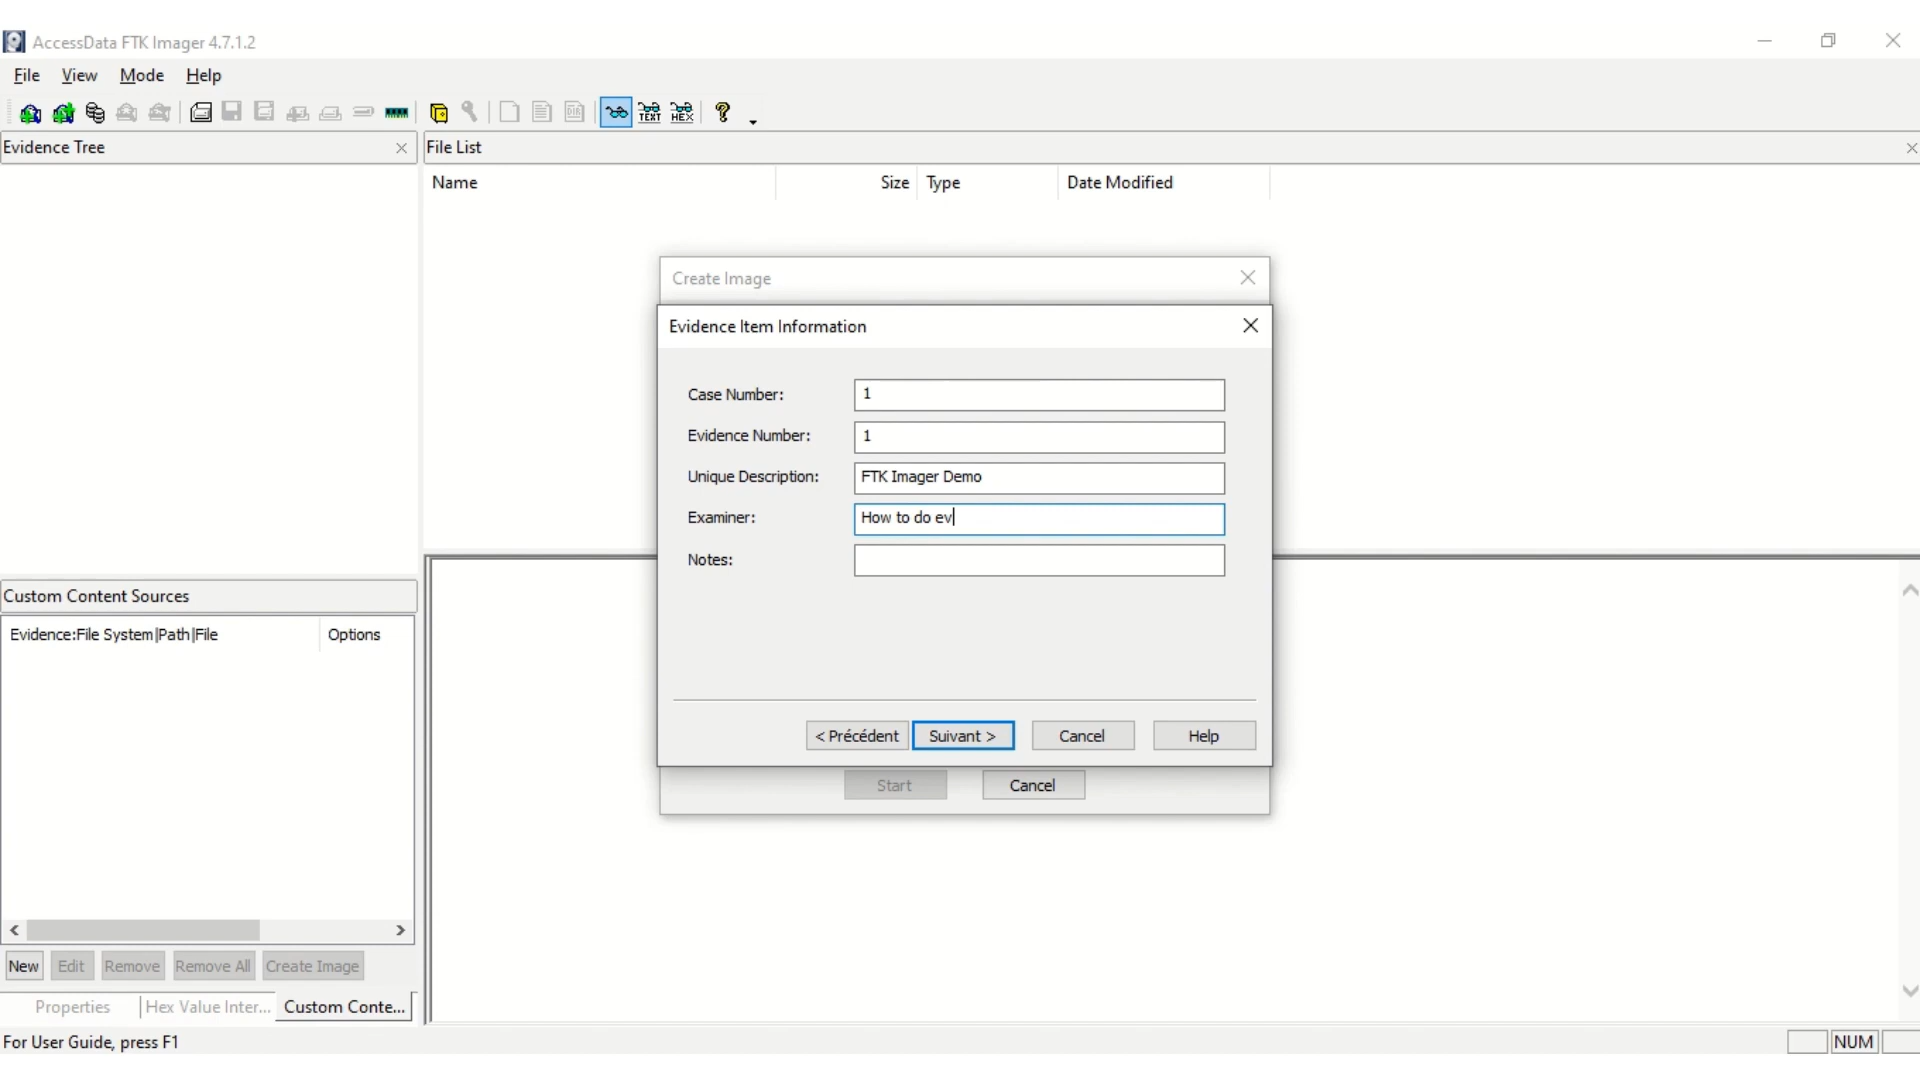 AccessData FTK Imager 4.7.1.2
File View Mode Help
TEXT HEX
Evidence Tree
File List
Name Size Type Date Modified
Create Image
Evidence Item Information
Case Number: 1
Evidence Number: 1
Unique Description: FTK Imager Demo
Examiner: How to do ev
Notes:
< Précédent Suivant > Cancel Help
Start Cancel
Custom Content Sources
Evidence:File System|Path|File Options
New Edit Remove Remove All Create Image
Properties Hex Value Inter... Custom Conte...
For User Guide, press F1
NUM